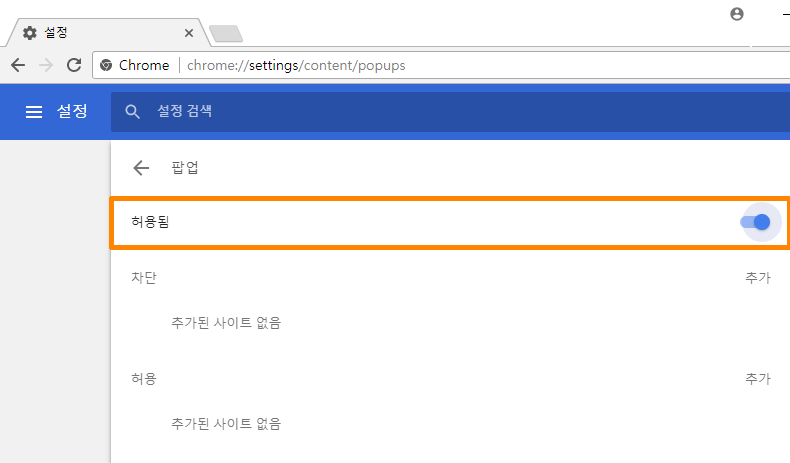 설정
Chrome chrome://settings/content/popups
설정 설정 검색
팝업
허용됨
차단 추가
추가된 사이트 없음
허용 추가
추가된 사이트 없음